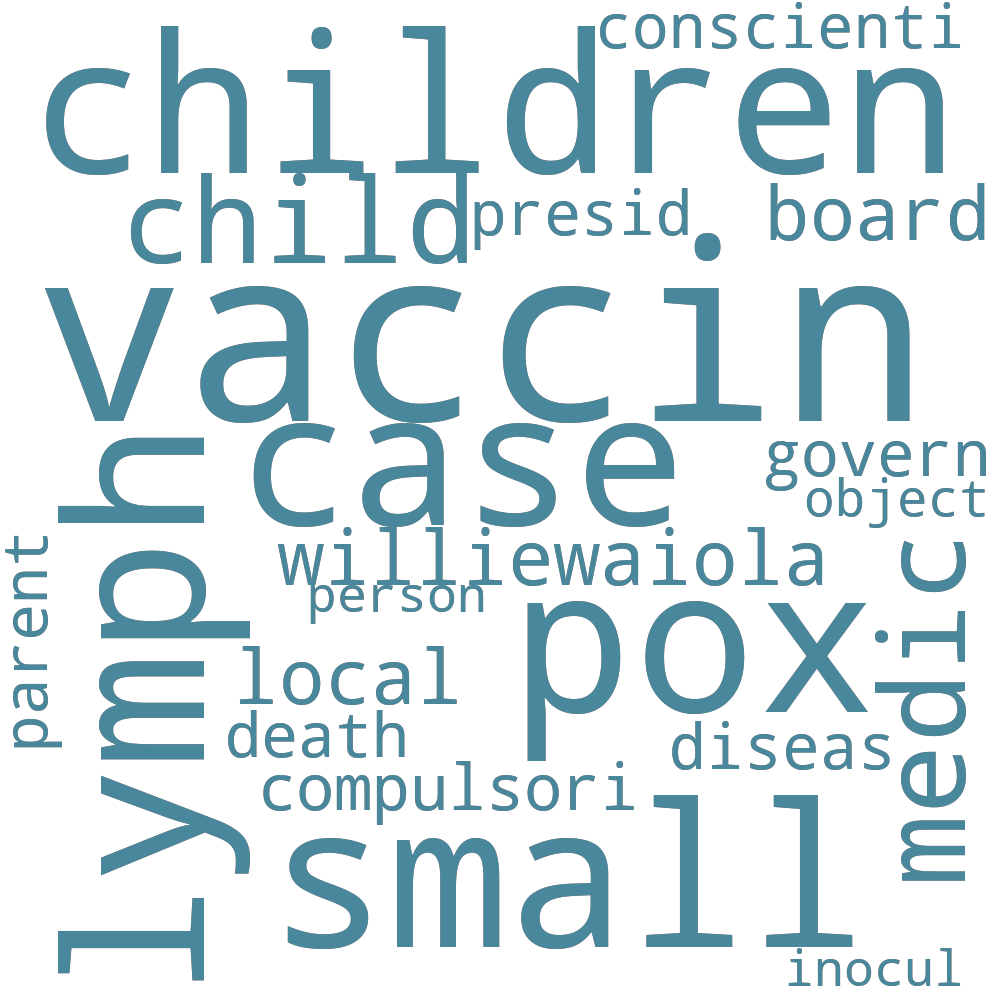 conscienti
children
child
presid
board
vaccin
case
govern
object
lymph
parent
williewaiola
person
pox
medic
local
death
diseas
compulsori
small
inocul